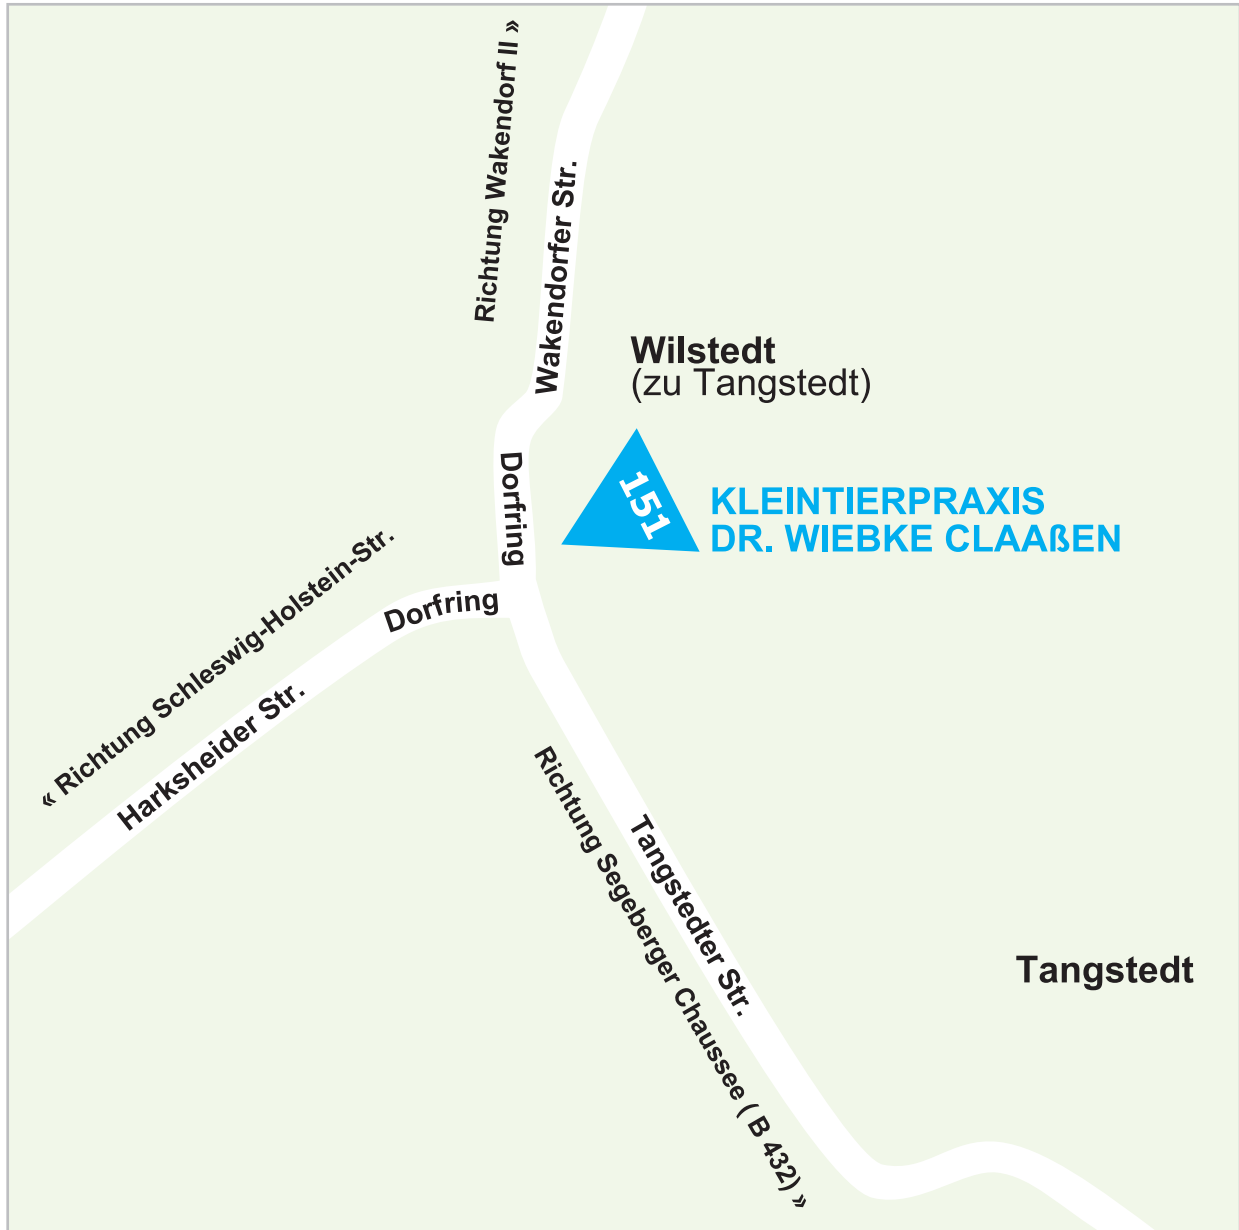 Richtung Wakendorf II »
Wakendorfer Str.
Wilstedt
(zu Tangstedt)
Dorfring
151
KLEINTIERPRAXIS
DR. WIEBKE CLAAßEN
« Richtung Schleswig-Holstein-Str.
Dorfring
Harksheider Str.
Richtung Segeberger Chaussee ( B 432) »
Tangstedter Str.
Tangstedt